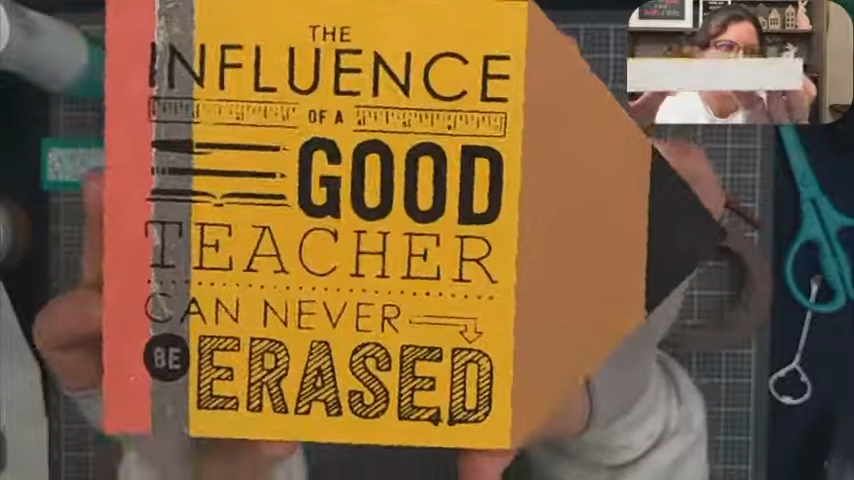 THE
INFLUENCE
OF A
GOOD
TEACHER
CAN NEVER
BE ERASED